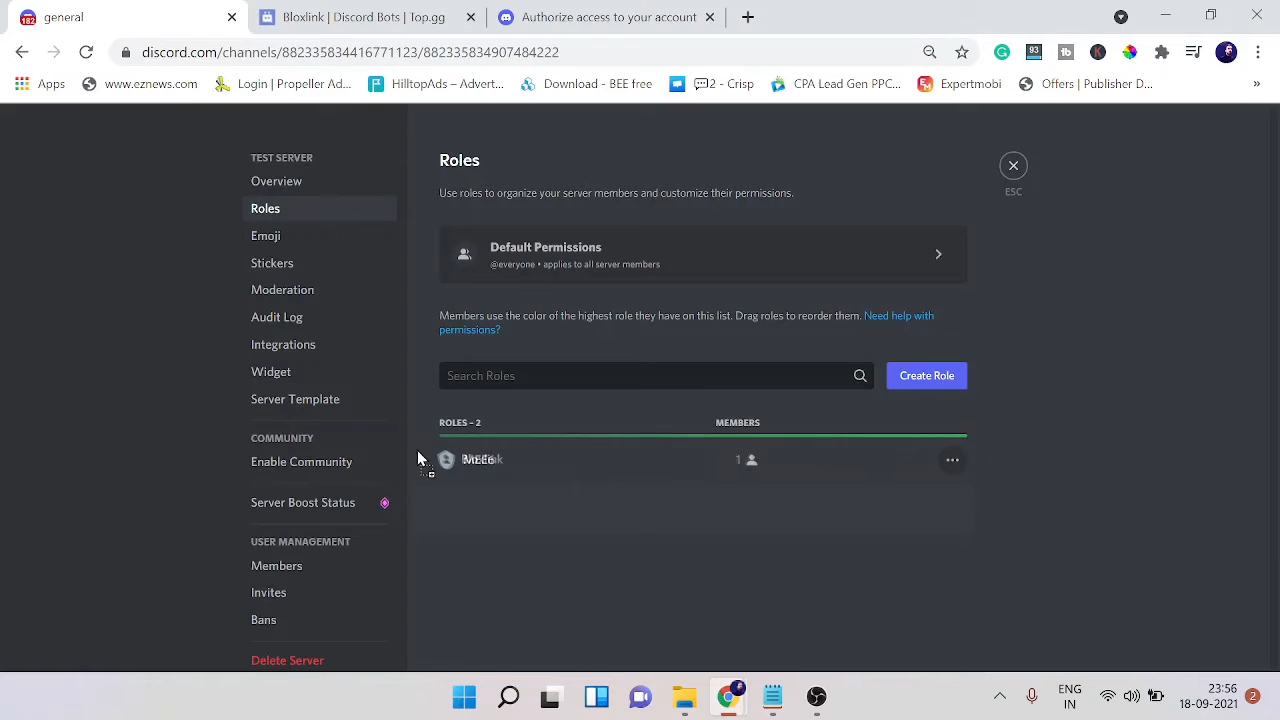 182
general
Bloxlink | Discord Bots | Top.gg
Authorize access to your account
discord.com/channels/882335834416771123/882335834907484222
93
tb
K
Apps
www.eznews.com
Login | Propeller Ad...
HilltopAds – Advert...
Download - BEE free
2 - Crisp
CPA Lead Gen PPC...
EM
Expertmobi
Offers | Publisher D...
»
TEST SERVER
Overview
Roles
Emoji
Stickers
Moderation
Audit Log
Integrations
Widget
Server Template
COMMUNITY
Enable Community
Server Boost Status
USER MANAGEMENT
Members
Invites
Bans
Delete Server
Roles
Use roles to organize your server members and customize their permissions.
ESC
Default Permissions
@everyone • applies to all server members
Members use the color of the highest role they have on this list. Drag roles to reorder them. Need help with
permissions?
Search Roles
Create Role
ROLES – 2
MEMBERS
1
ENG
IN
23:56
18-09-2021
2